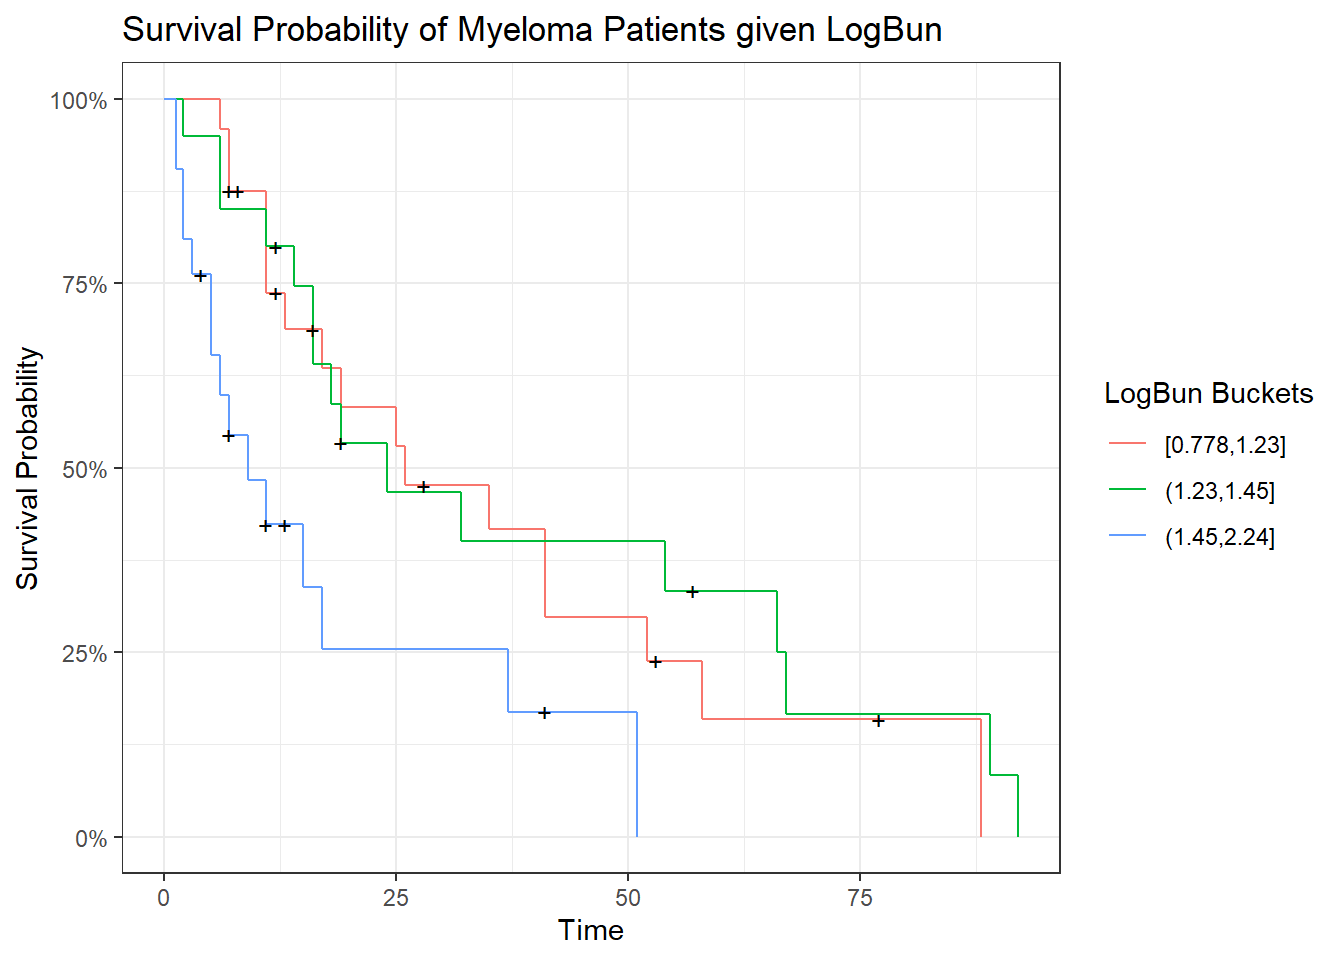 Survival Probability of Myeloma Patients given LogBun
100%
75%
50%
25%
0%
Survival Probability
0 25 50 75
Time
LogBun Buckets
[0.778,1.23]
(1.23,1.45]
(1.45,2.24]